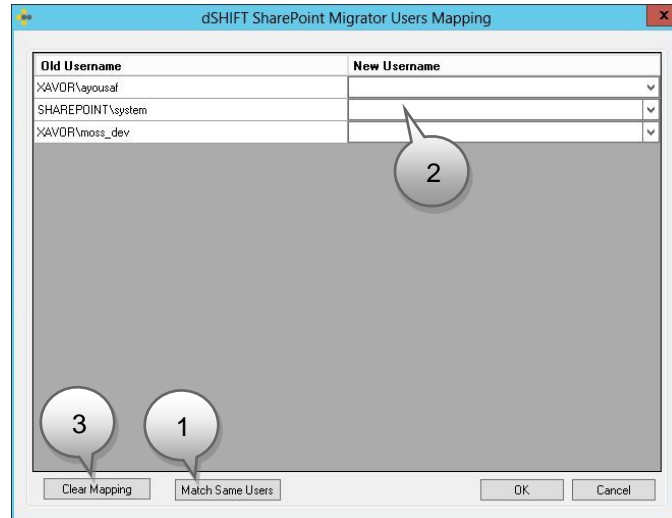 dSHIFT SharePoint Migrator Users Mapping
x
Old Username New Username
XAVOR\ayousaf
SHAREPOINT\system
XAVOR\moss_dev
2
3
1
Clear Mapping Match Same Users OK Cancel